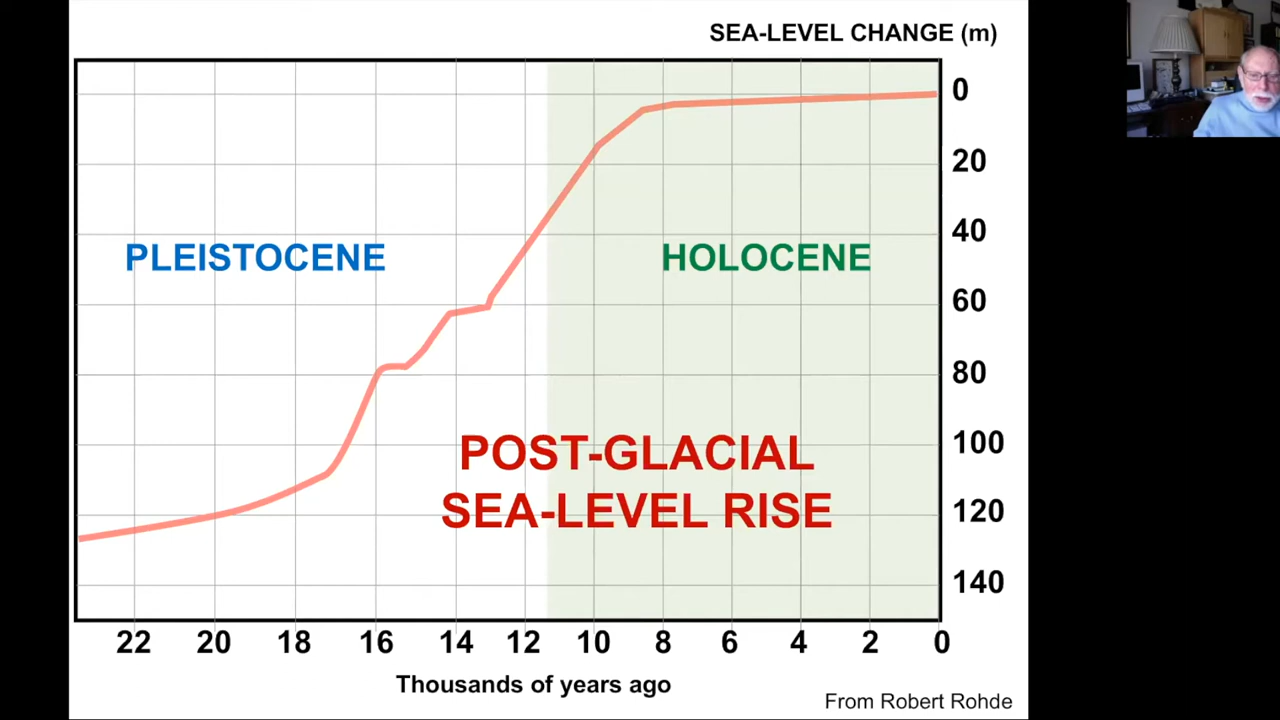 SEA-LEVEL CHANGE (m)
0
20
40
PLEISTOCENE
HOLOCENE
60
80
100
POST-GLACIAL
SEA-LEVEL RISE
120
140
22 20 18 16 14 12 10 8 6 4 2 0
Thousands of years ago
From Robert Rohde